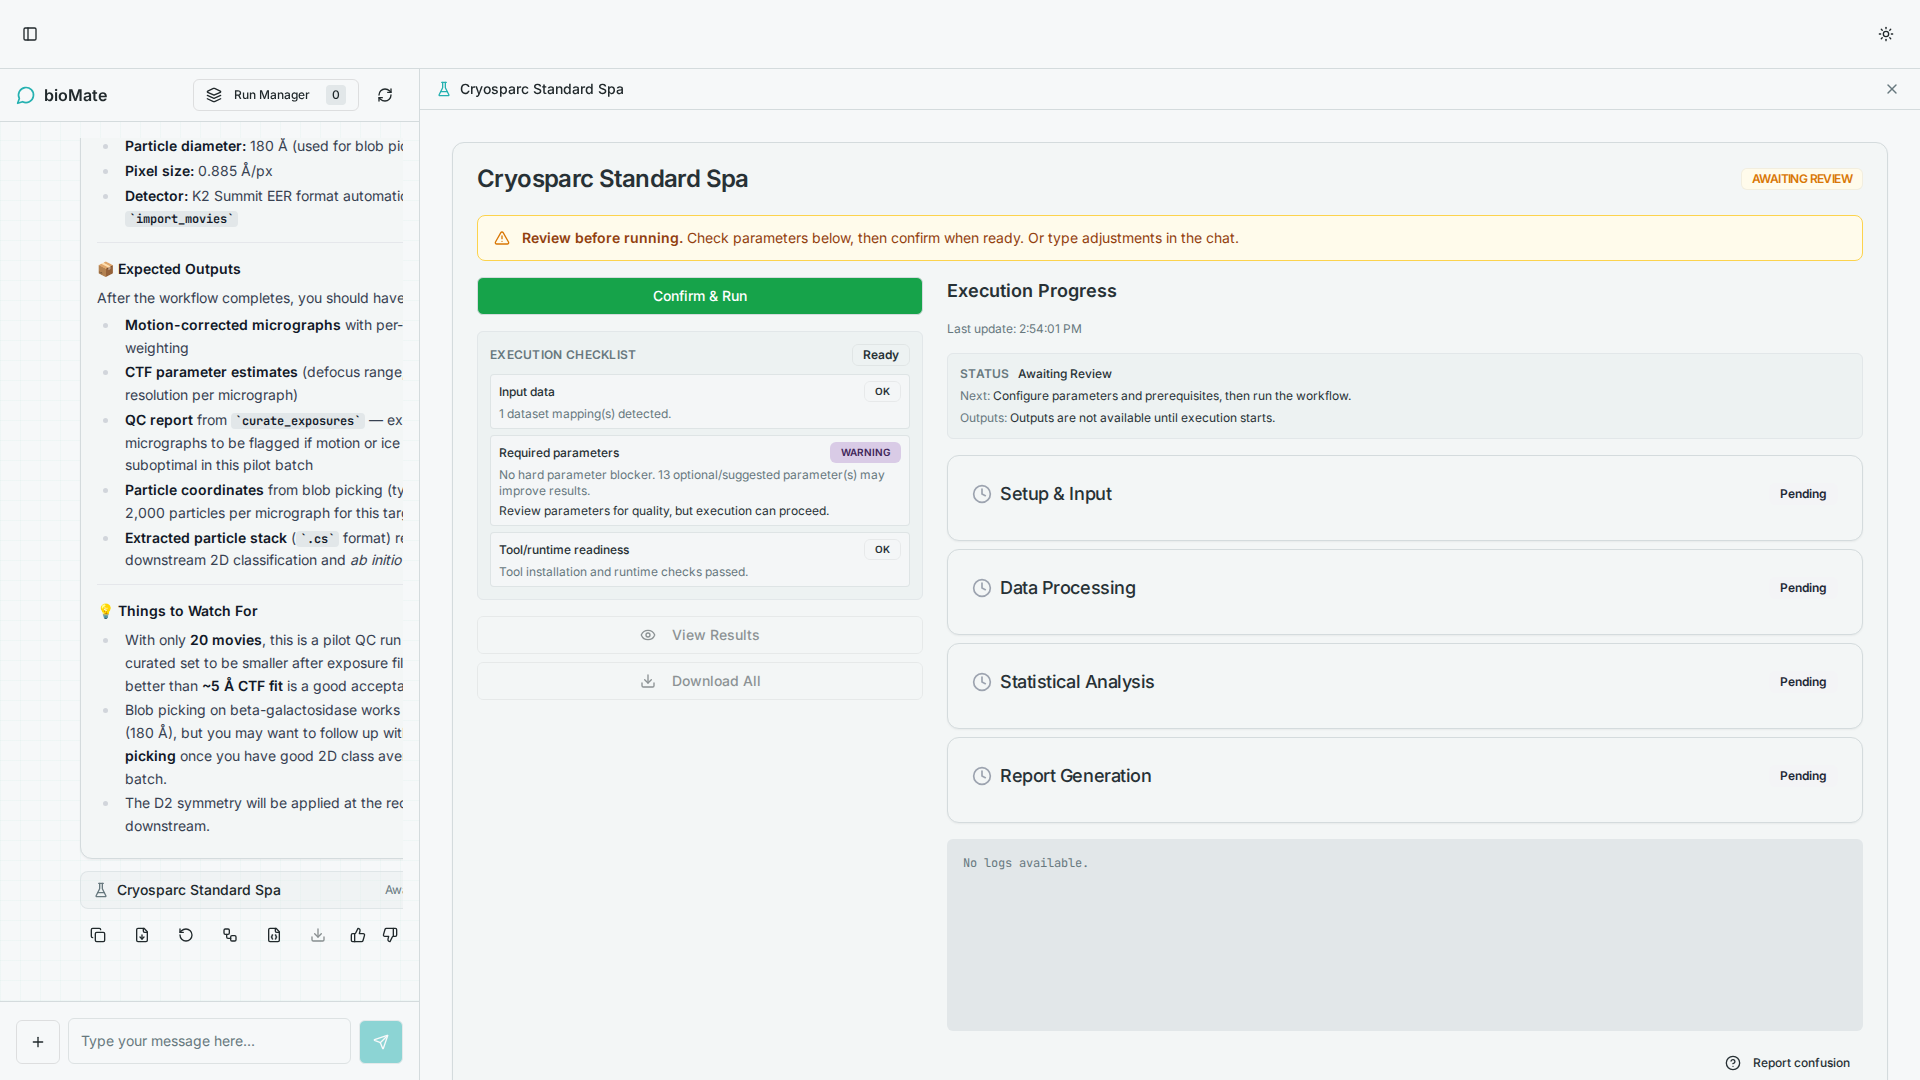 bioMate
Run Manager 0
Particle diameter: 180 Å (used for blob pic
Pixel size: 0.885 Å/px
Detector: K2 Summit EER format automatic
`import_movies`
📦 Expected Outputs
After the workflow completes, you should have
Motion-corrected micrographs with per-
weighting
CTF parameter estimates (defocus range
resolution per micrograph)
QC report from `curate_exposures` — ex
micrographs to be flagged if motion or ice
suboptimal in this pilot batch
Particle coordinates from blob picking (ty
2,000 particles per micrograph for this targ
Extracted particle stack (`.cs` format) re
downstream 2D classification and ab initio
💡 Things to Watch For
With only 20 movies, this is a pilot QC run
curated set to be smaller after exposure fil
better than ~5 Å CTF fit is a good accepta
Blob picking on beta-galactosidase works
(180 Å), but you may want to follow up wit
picking once you have good 2D class ave
batch.
The D2 symmetry will be applied at the rec
downstream.
Cryosparc Standard Spa Awa
Type your message here...
Cryosparc Standard Spa
Cryosparc Standard Spa
AWAITING REVIEW
Review before running. Check parameters below, then confirm when ready. Or type adjustments in the chat.
Confirm & Run
EXECUTION CHECKLIST Ready
Input data OK
1 dataset mapping(s) detected.
Required parameters WARNING
No hard parameter blocker. 13 optional/suggested parameter(s) may
improve results.
Review parameters for quality, but execution can proceed.
Tool/runtime readiness OK
Tool installation and runtime checks passed.
View Results
Download All
Execution Progress
Last update: 2:54:01 PM
STATUS Awaiting Review
Next: Configure parameters and prerequisites, then run the workflow.
Outputs: Outputs are not available until execution starts.
Setup & Input Pending
Data Processing Pending
Statistical Analysis Pending
Report Generation Pending
No logs available.
Report confusion